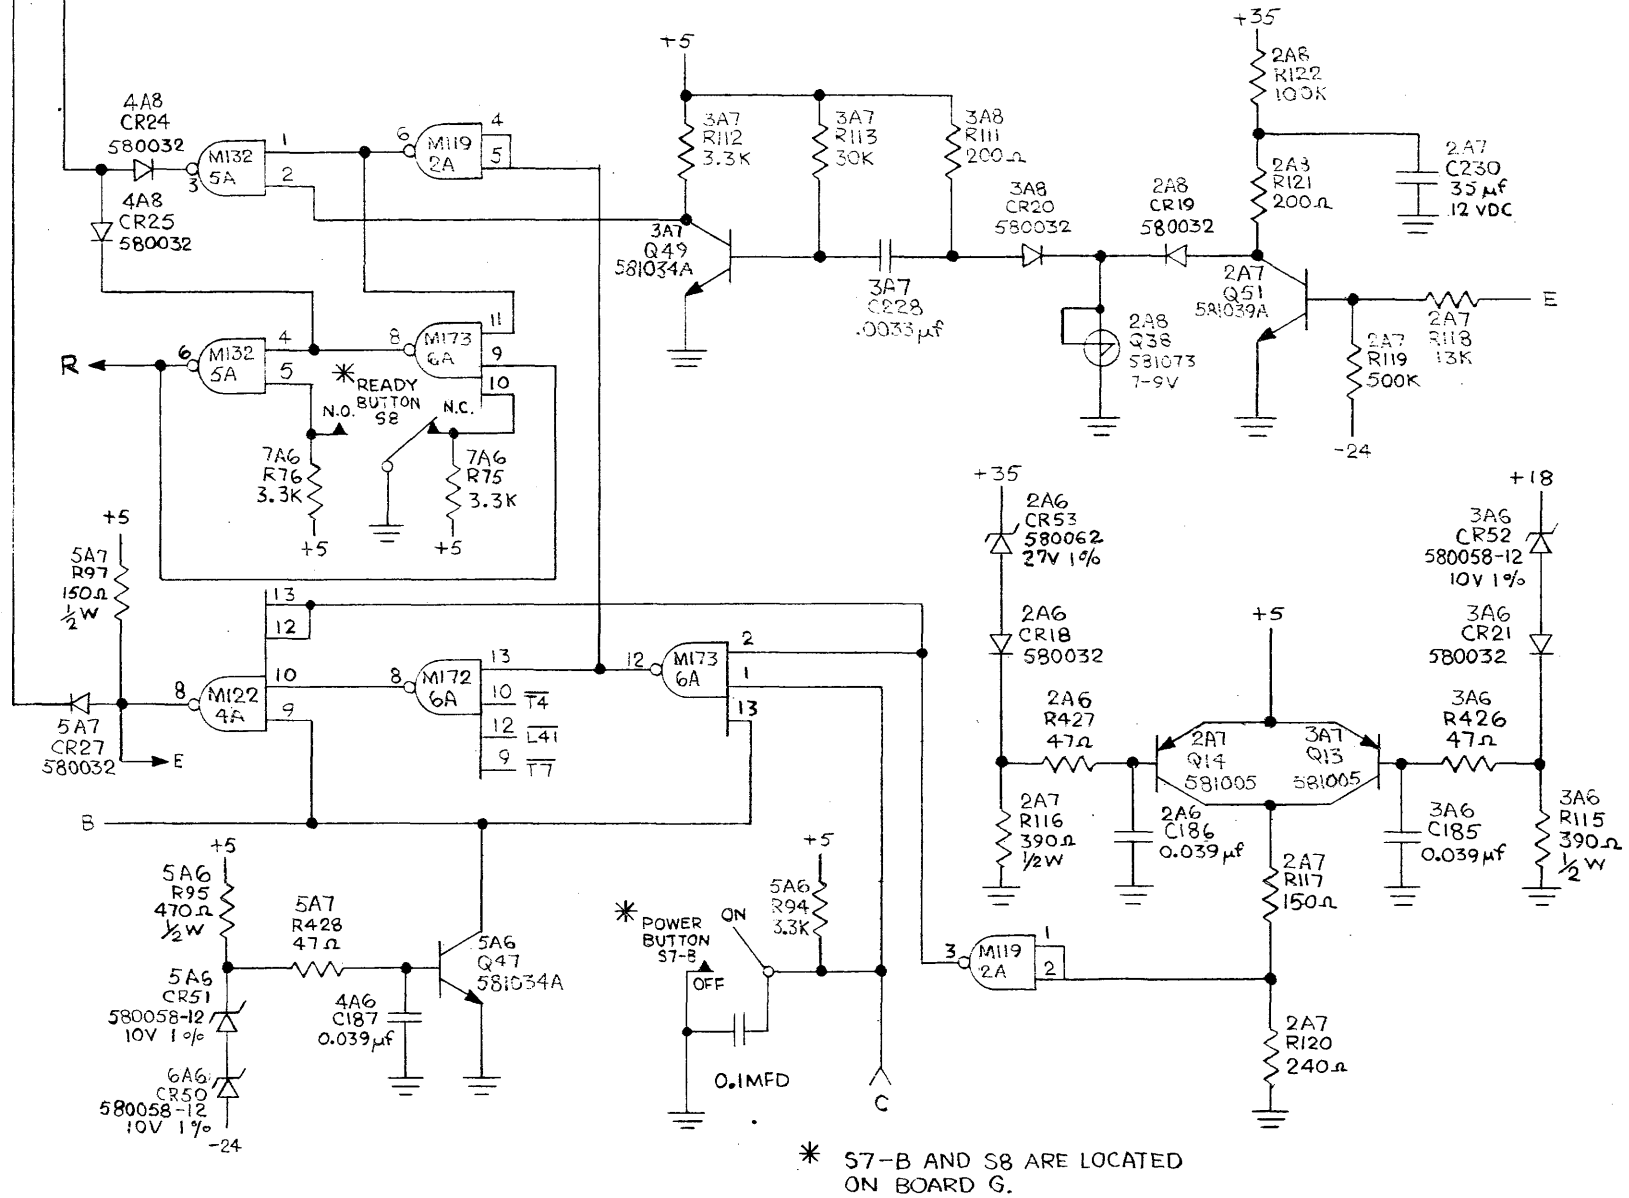 +35
2A8
R122
100K
+5
4A8
CR24
580032
1
6
M119
2A
4
5
3A7
R112
3.3K
3A7
R113
30K
3A8
R111
200Ω
2A7
C230
35 µf
12 VDC
M132
5A
3
2
3A8
CR20
580032
2A8
CR19
580032
2A8
R121
200Ω
4A8
CR25
580032
3A7
Q49
581034A
3A7
C228
.0033µf
2A7
Q51
581039A
E
2A7
R118
13K
2A7
R119
500K
-24
2A8
Q38
581073
7-9V
R
6
M132
5A
4
5
8
M173
6A
11
9
10
* READY
BUTTON
S8
N.O.
N.C.
7A6
R76
3.3K
+5
7A6
R75
3.3K
+5
+5
5A7
R97
150Ω
½W
+35
2A6
CR53
580062
27V 1%
+18
3A6
CR52
580058-12
10V 1%
13
12
2A6
CR18
580032
+5
3A6
CR21
580032
8
M122
4A
10
9
8
M172
6A
13
10 T4
12 L41
9 T7
12
M173
6A
2
1
13
5A7
CR27
580032
E
2A6
R427
47Ω
2A7
Q14
581005
3A7
Q13
581005
3A6
R426
47Ω
B
2A7
R116
390Ω
1/2W
2A6
C186
0.039µf
3A6
C185
0.039µf
3A6
R115
390Ω
½W
+5
5A6
R95
470Ω
½W
5A7
R428
47Ω
5A6
Q47
581034A
+5
5A6
R94
3.3K
2A7
R117
150Ω
* POWER
BUTTON
S7-B
ON
OFF
3
M119
2A
1
2
5A6
CR51
580058-12
10V 1%
4A6
C187
0.039µf
2A7
R120
240Ω
6A6
CR50
580058-12
10V 1%
-24
0.1MFD
C
* S7-B AND S8 ARE LOCATED
ON BOARD G.